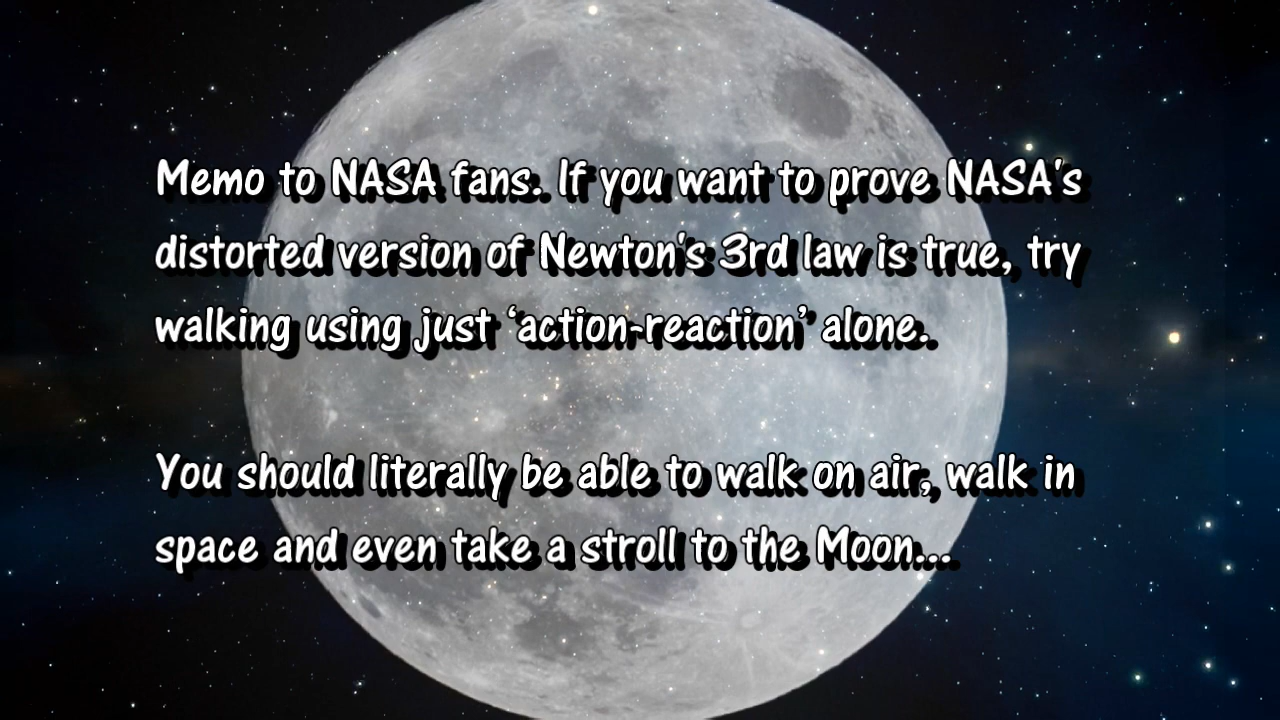 Memo to NASA fans. If you want to prove NASA's
distorted version of Newton's 3rd law is true, try
walking using just ‘action-reaction’ alone.
You should literally be able to walk on air, walk in
space and even take a stroll to the Moon...